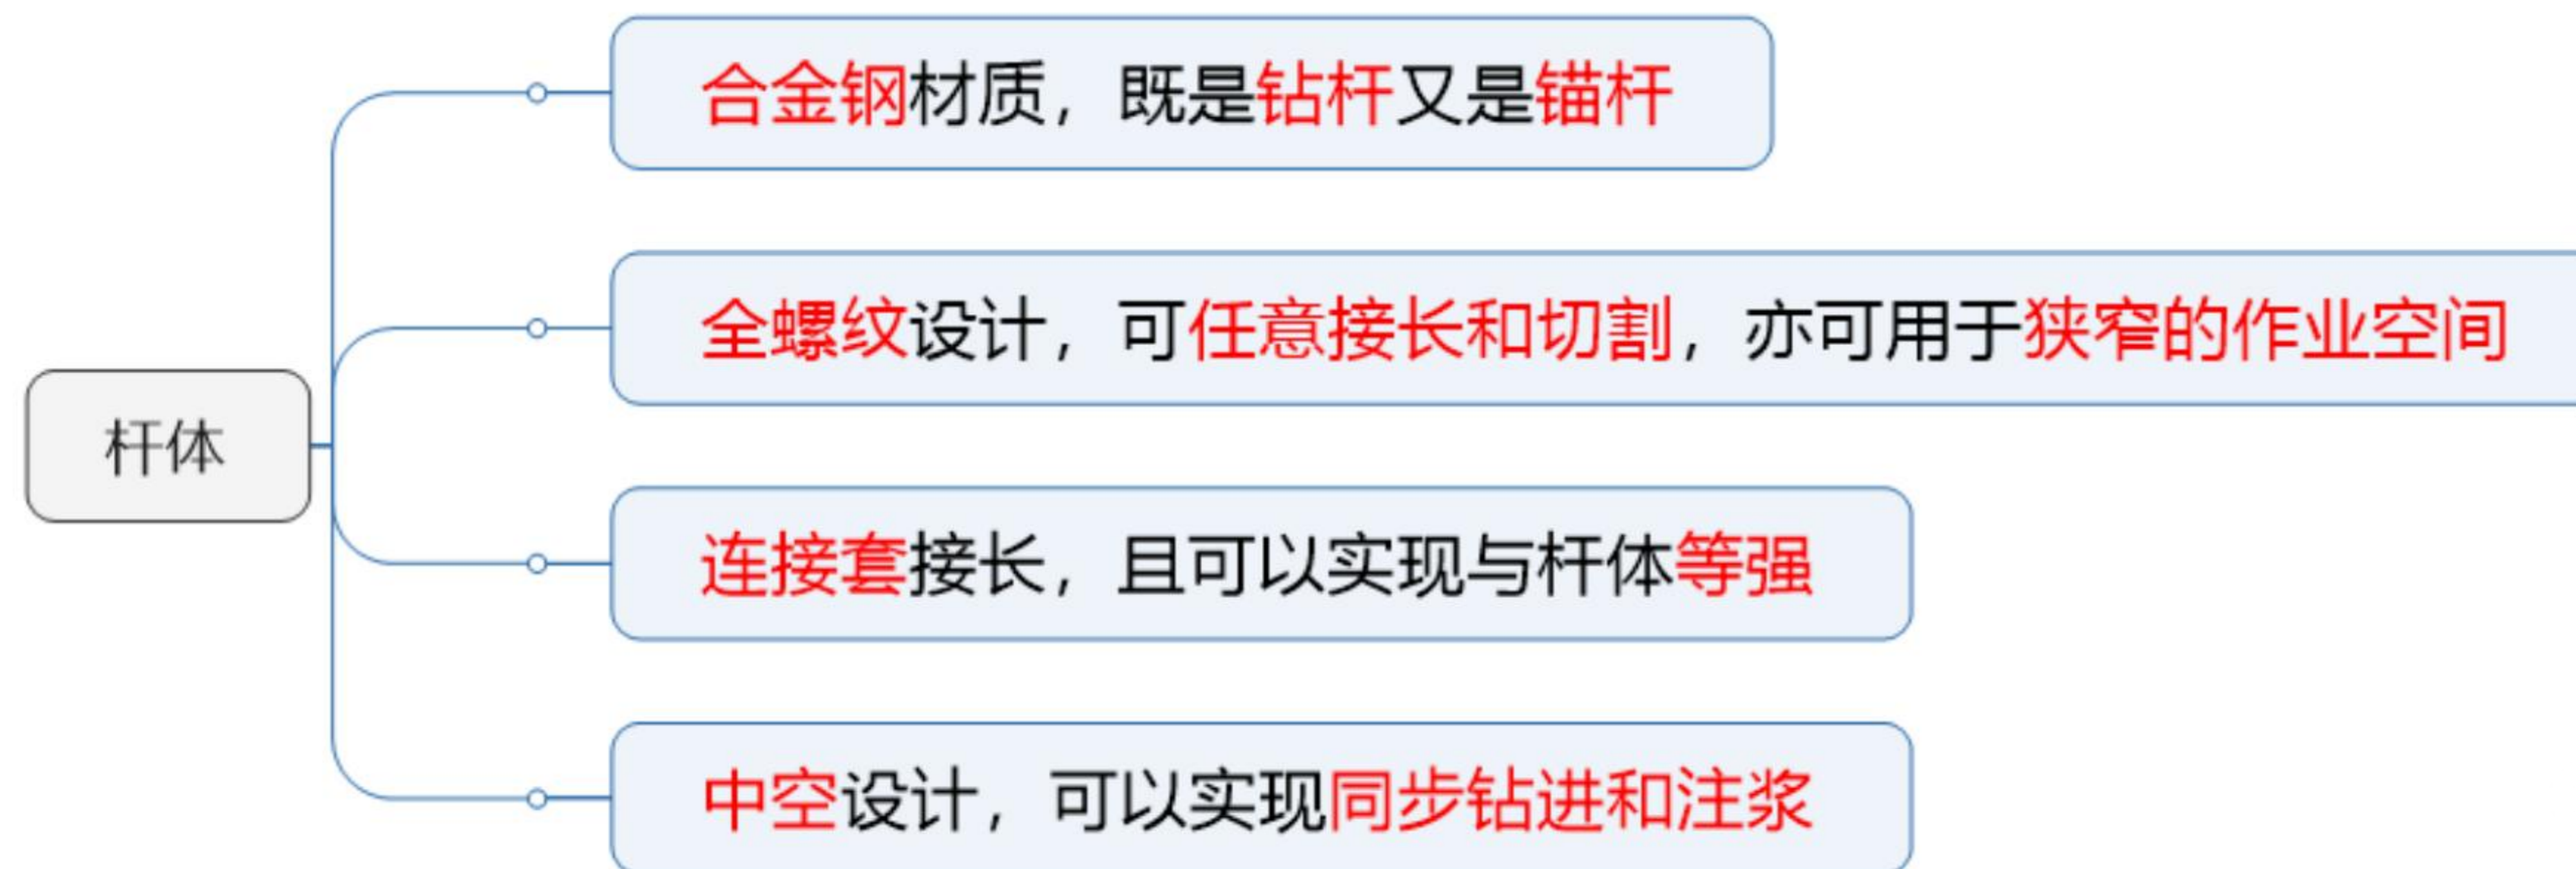 合金钢材质，既是钻杆又是锚杆
全螺纹设计，可任意接长和切割，亦可用于狭窄的作业空间
杆体
连接套接长，且可以实现与杆体等强
中空设计，可以实现同步钻进和注浆